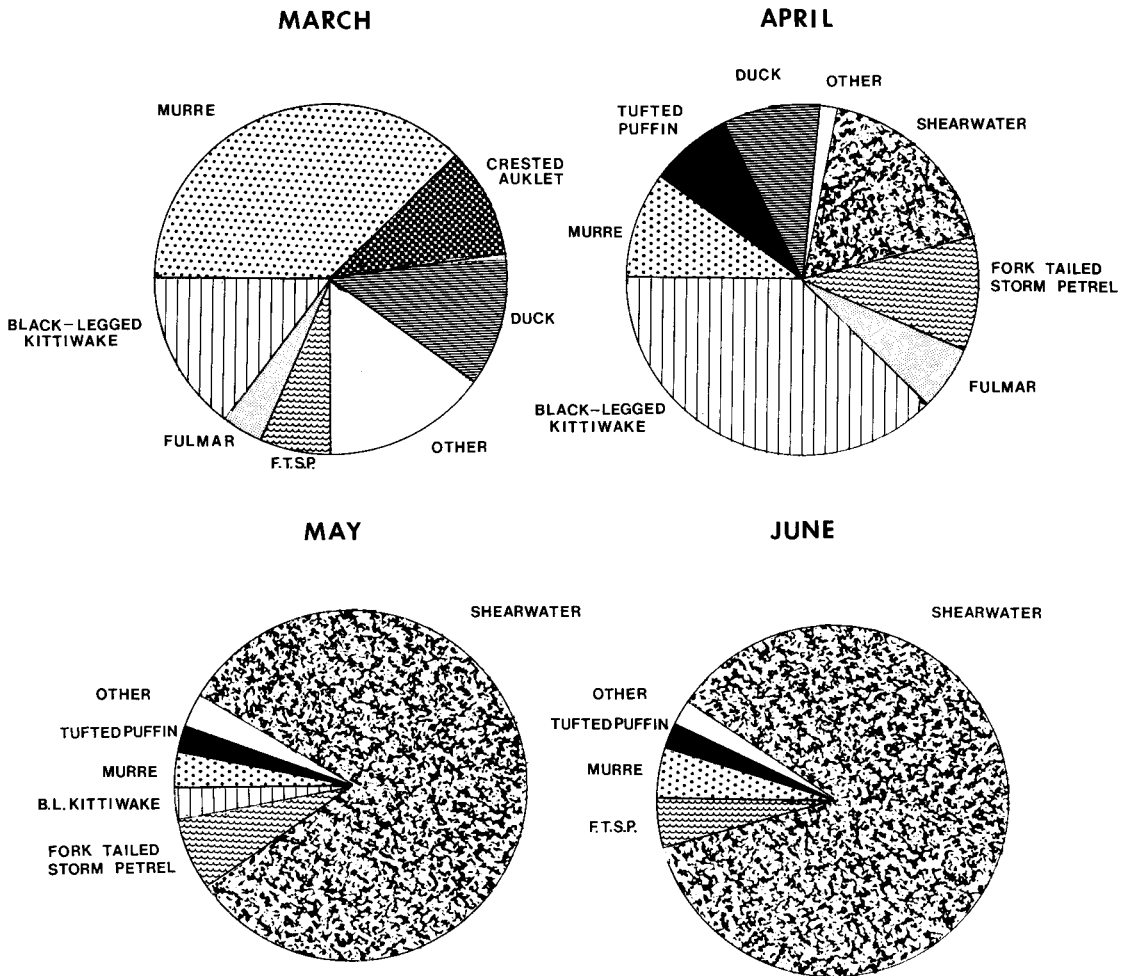 MARCH
MURRE
CRESTED
AUKLET
DUCK
OTHER
F.T.S.P.
FULMAR
BLACK-LEGGED
KITTIWAKE
APRIL
DUCK
OTHER
TUFTED
PUFFIN
SHEARWATER
MURRE
FORK TAILED
STORM PETREL
FULMAR
BLACK-LEGGED
KITTIWAKE
MAY
SHEARWATER
OTHER
TUFTED PUFFIN
MURRE
B.L. KITTIWAKE
FORK TAILED
STORM PETREL
JUNE
SHEARWATER
OTHER
TUFTED PUFFIN
MURRE
F.T.S.P.